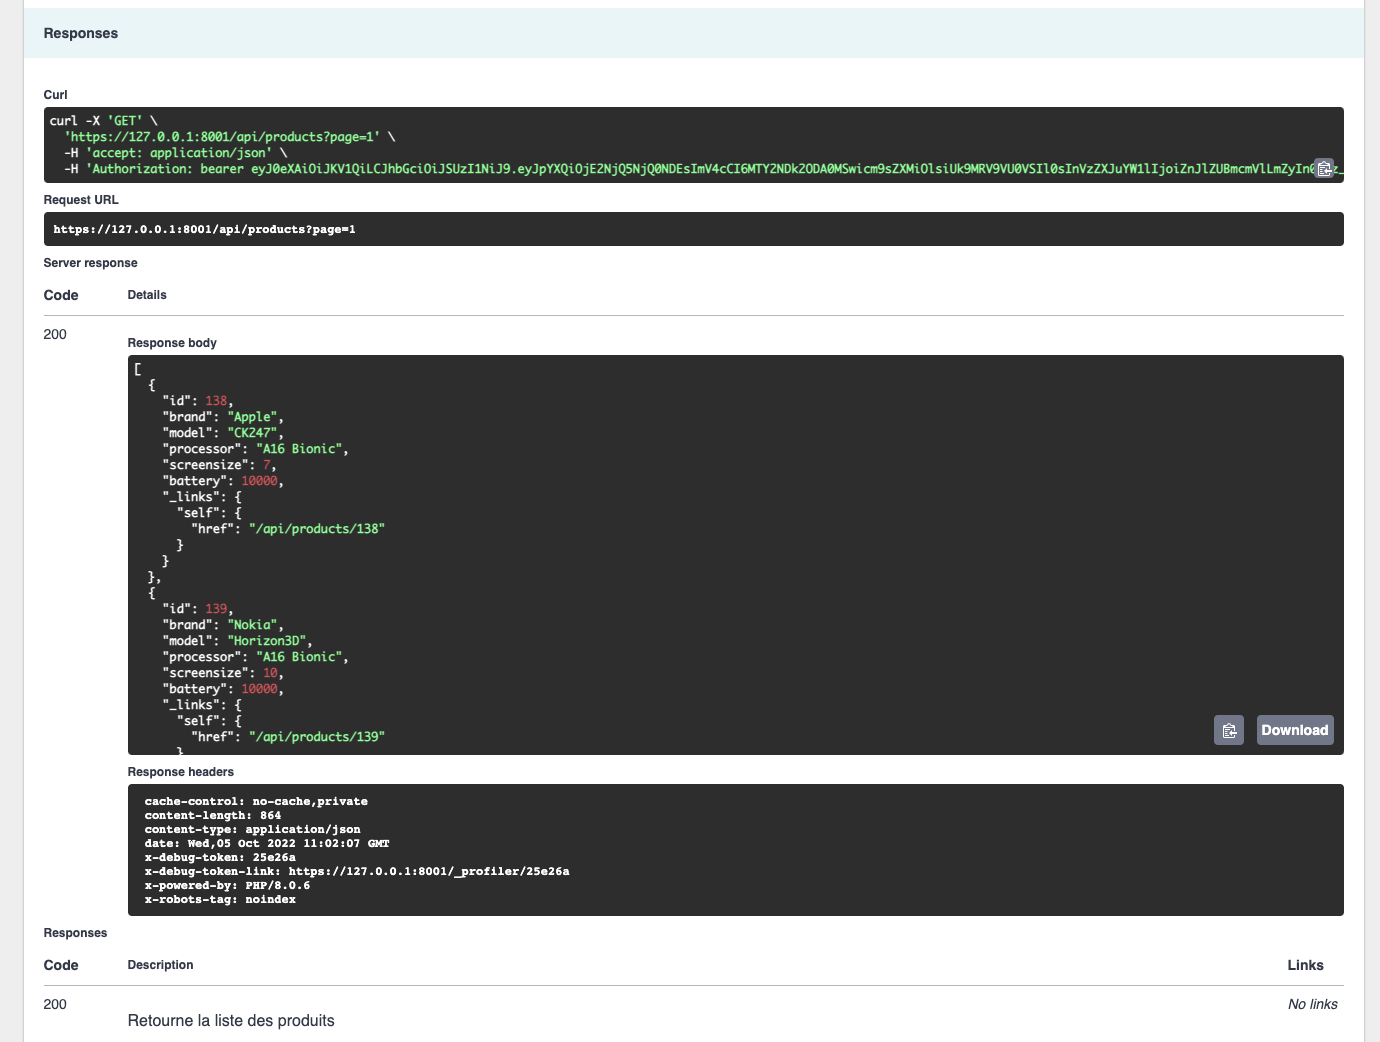 Responses
Curl
curl -X 'GET' \
'https://127.0.0.1:8001/api/products?page=1' \
-H 'accept: application/json' \
-H 'Authorization: bearer
Request URL
https://127.0.0.1:8001/api/products?page=1
Server response
Code Details
200
Response body
[
{
"id": 138,
"brand": "Apple",
"model": "CK247",
"processor": "A16 Bionic",
"screensize": 7,
"battery": 10000,
"_links": {
"self": {
"href": "/api/products/138"
}
}
},
{
"id": 139,
"brand": "Nokia",
"model": "Horizon3D",
"processor": "A16 Bionic",
"screensize": 10,
"battery": 10000,
"_links": {
"self": {
"href": "/api/products/139"
}
Download
Response headers
cache-control: no-cache,private
content-length: 864
content-type: application/json
date: Wed,05 Oct 2022 11:02:07 GMT
x-debug-token: 25e26a
x-debug-token-link: https://127.0.0.1:8001/_profiler/25e26a
x-powered-by: PHP/8.0.6
x-robots-tag: noindex
Responses
Code Description Links
200 No links
Retourne la liste des produits